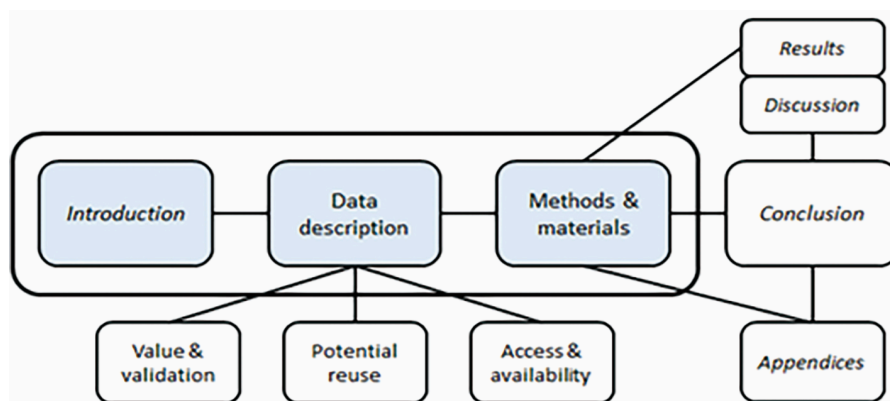 Results
Discussion
Introduction
Data
description
Methods &
materials
Conclusion
Value &
validation
Potential
reuse
Access &
availability
Appendices